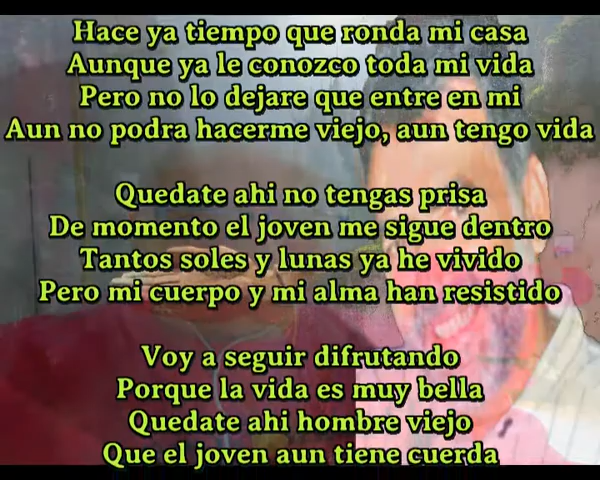 Hace ya tiempo que ronda mi casa
Aunque ya le conozco toda mi vida
Pero no lo dejare que entre en mi
Aun no podra hacerme viejo, aun tengo vida
Quedate ahi no tengas prisa
De momento el joven me sigue dentro
Tantos soles y lunas ya he vivido
Pero mi cuerpo y mi alma han resistido
Voy a seguir difrutando
Porque la vida es muy bella
Quedate ahi hombre viejo
Que el joven aun tiene cuerda